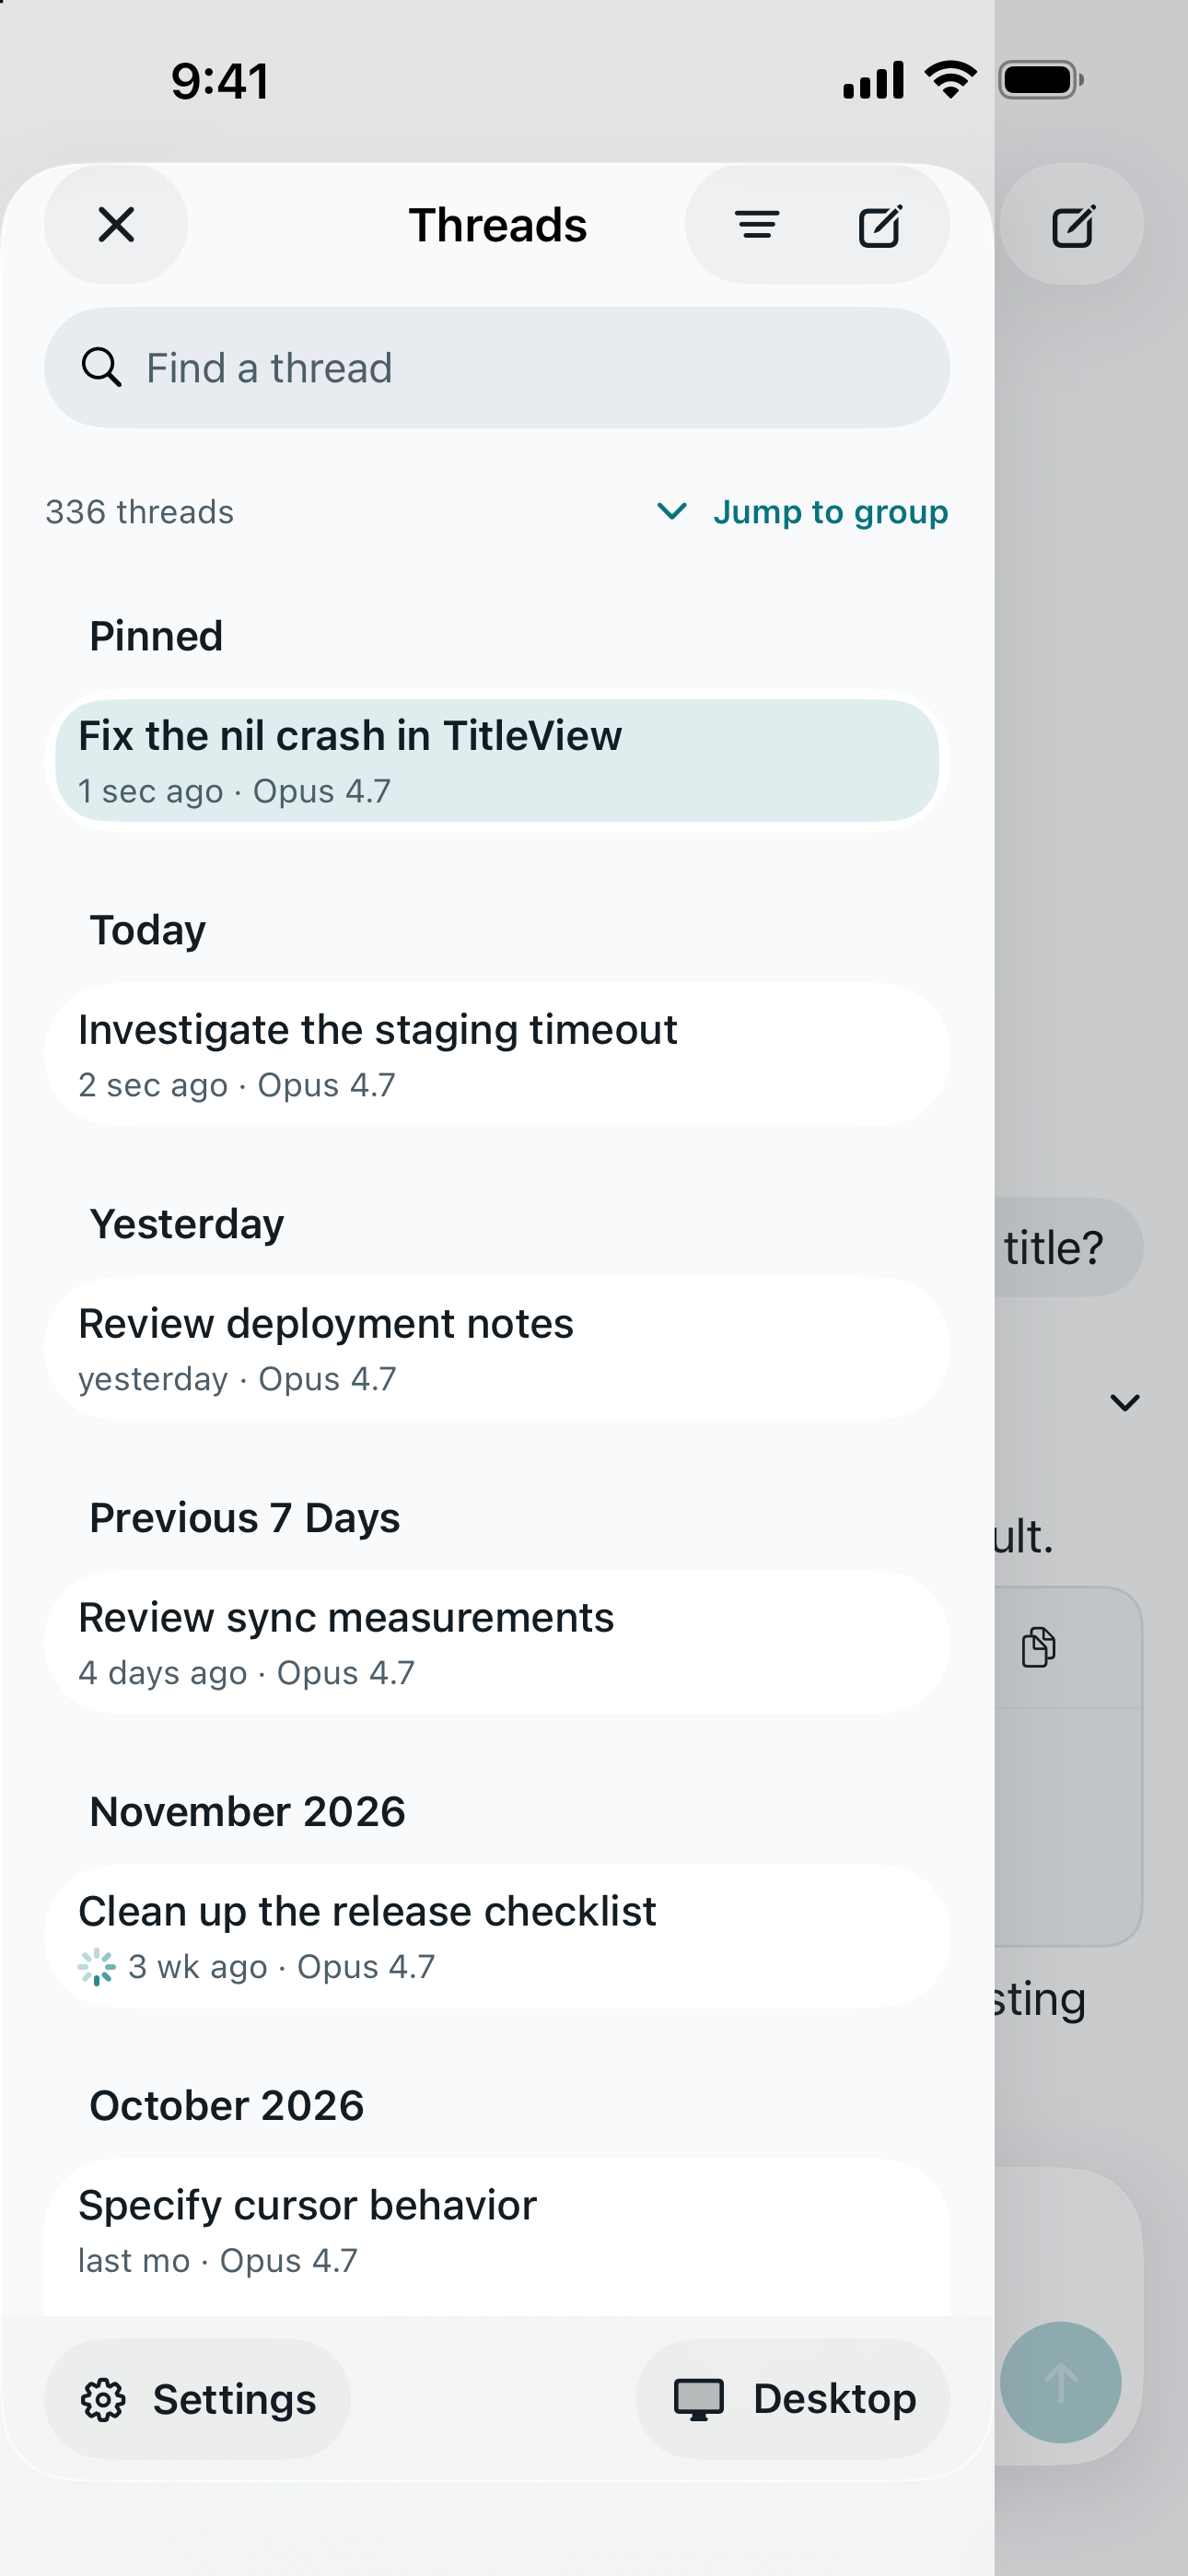 9:41
Threads
Find a thread
336 threads
Jump to group
Pinned
Fix the nil crash in TitleView
1 sec ago · Opus 4.7
Today
Investigate the staging timeout
2 sec ago · Opus 4.7
Yesterday
title?
Review deployment notes
yesterday · Opus 4.7
Previous 7 Days
Review sync measurements
4 days ago · Opus 4.7
November 2026
Clean up the release checklist
3 wk ago · Opus 4.7
October 2026
Specify cursor behavior
last mo · Opus 4.7
Settings
Desktop